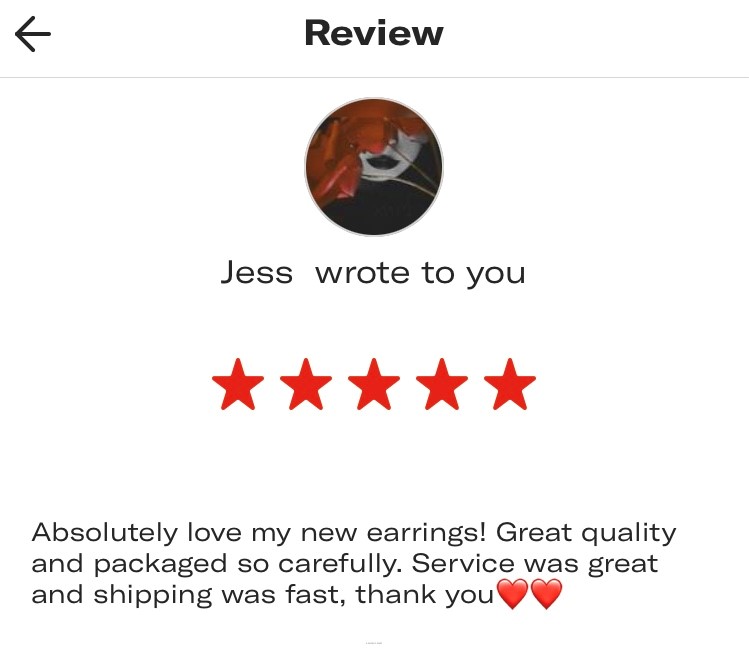 Review
Jess wrote to you
Absolutely love my new earrings! Great quality
and packaged so carefully. Service was great
and shipping was fast, thank you❤️❤️